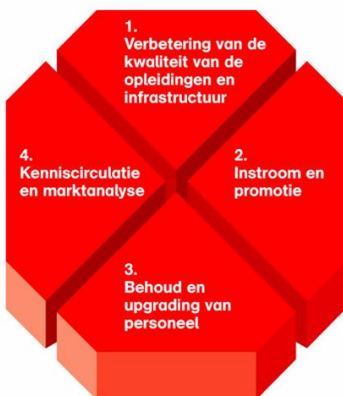 1.
Verbetering van de
kwaliteit van de
opleidingen en
infrastructuur
2.
Instroom en
promotie
3.
Behoud en
upgrading van
personeel
4.
Kenniscirculatie
en marktanalyse